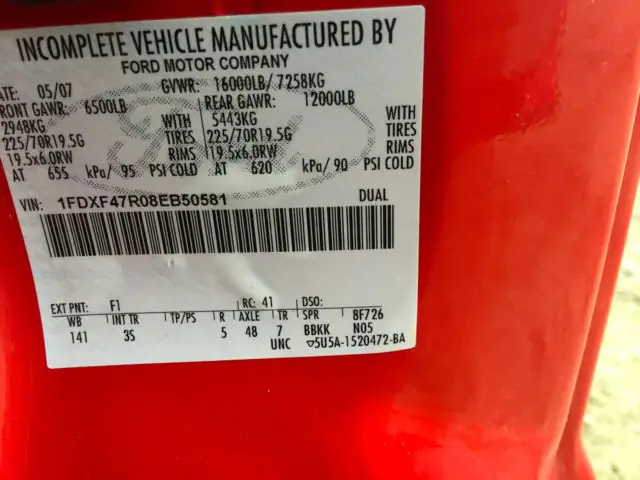 INCOMPLETE VEHICLE MANUFACTURED BY
FORD MOTOR COMPANY
ATE: 05/07 GVWR: 16000LB/7258KG
RONT GAWR: 6500LB REAR GAWR: 12000LB
2948KG WITH 5443KG WITH
225/70R19.5G TIRES 225/70R19.5G TIRES
19.5x6.0RW RIMS 19.5x6.0RW RIMS
AT 655 kPa/ 95 PSI COLD AT 620 kPa/ 90 PSI COLD
VIN: 1FDXF47R08EB50581 DUAL
EXT PNT: F1 RC: 41 DSO:
WB INT TR TP/PS R AXLE TR SPR 8F726
141 3S 5 48 7 BBKK N05
UNC ▽5U5A-1520472-BA